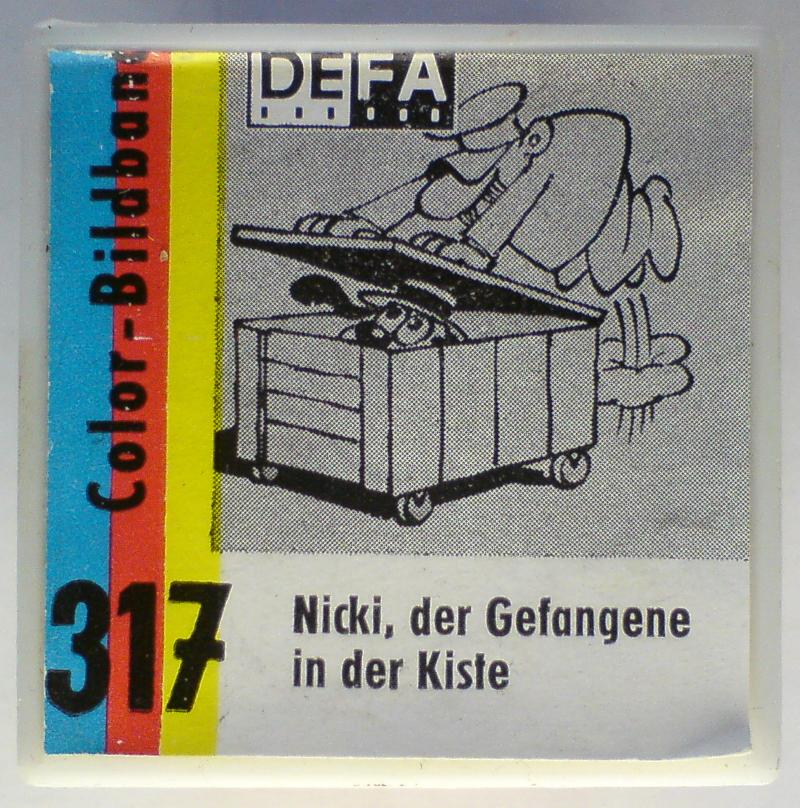 DEFA
Color-Bildband
317
Nicki, der Gefangene
in der Kiste